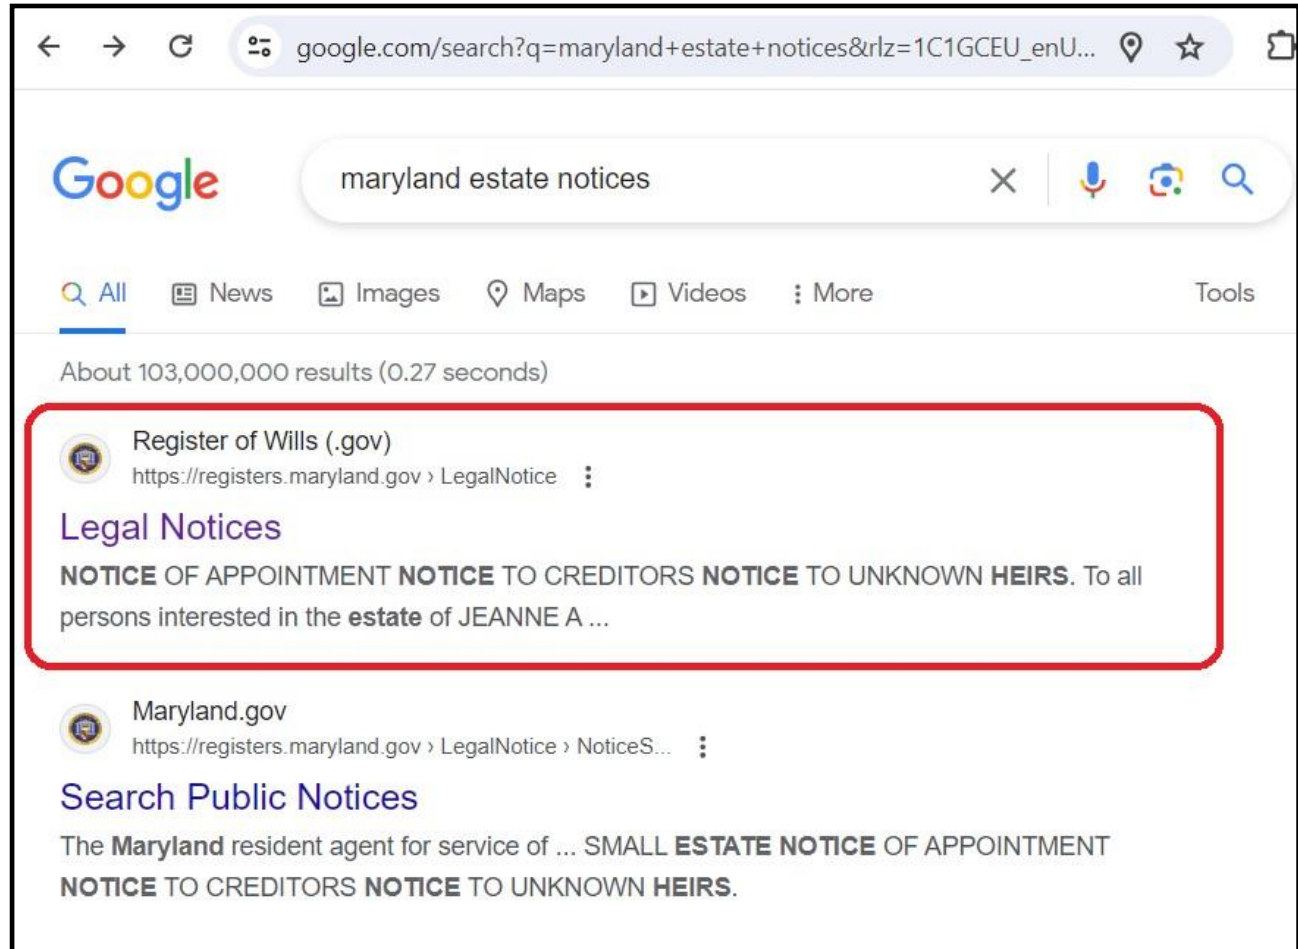 google.com/search?q=maryland+estate+notices&rlz=1C1GCEU_enU...
Google
maryland estate notices
All News Images Maps Videos More Tools
About 103,000,000 results (0.27 seconds)
Register of Wills (.gov)
https://registers.maryland.gov › LegalNotice
Legal Notices
NOTICE OF APPOINTMENT NOTICE TO CREDITORS NOTICE TO UNKNOWN HEIRS. To all
persons interested in the estate of JEANNE A ...
Maryland.gov
https://registers.maryland.gov › LegalNotice › NoticeS...
Search Public Notices
The Maryland resident agent for service of ... SMALL ESTATE NOTICE OF APPOINTMENT
NOTICE TO CREDITORS NOTICE TO UNKNOWN HEIRS.